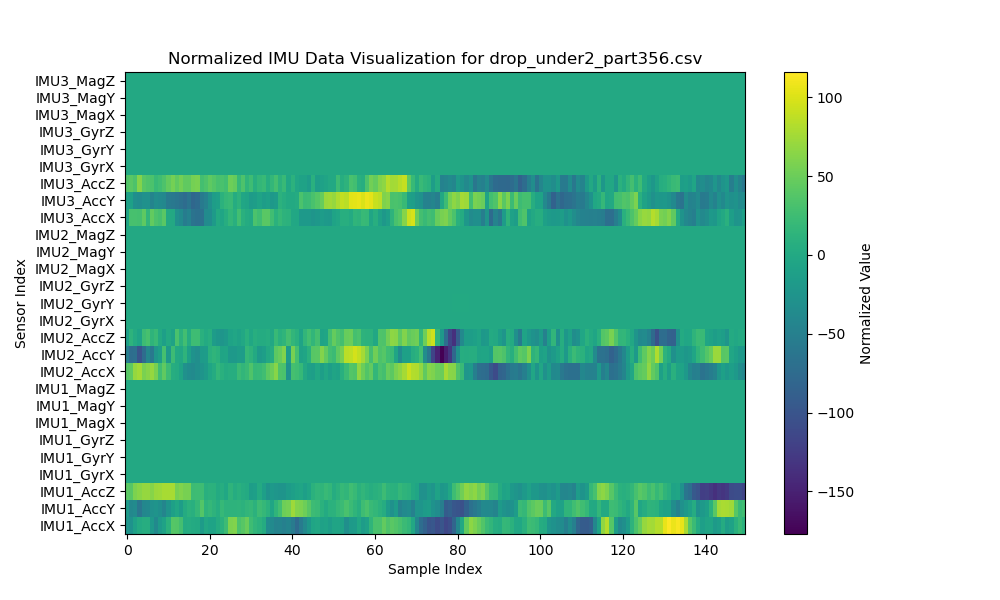 Normalized IMU Data Visualization for drop_under2_part356.csv
IMU3_MagZ
IMU3_MagY
IMU3_MagX
IMU3_GyrZ
IMU3_GyrY
IMU3_GyrX
IMU3_AccZ
IMU3_AccY
IMU3_AccX
IMU2_MagZ
IMU2_MagY
IMU2_MagX
IMU2_GyrZ
IMU2_GyrY
IMU2_GyrX
IMU2_AccZ
IMU2_AccY
IMU2_AccX
IMU1_MagZ
IMU1_MagY
IMU1_MagX
IMU1_GyrZ
IMU1_GyrY
IMU1_GyrX
IMU1_AccZ
IMU1_AccY
IMU1_AccX
Sensor Index
0 20 40 60 80 100 120 140
Sample Index
100
50
0
−50
−100
−150
Normalized Value